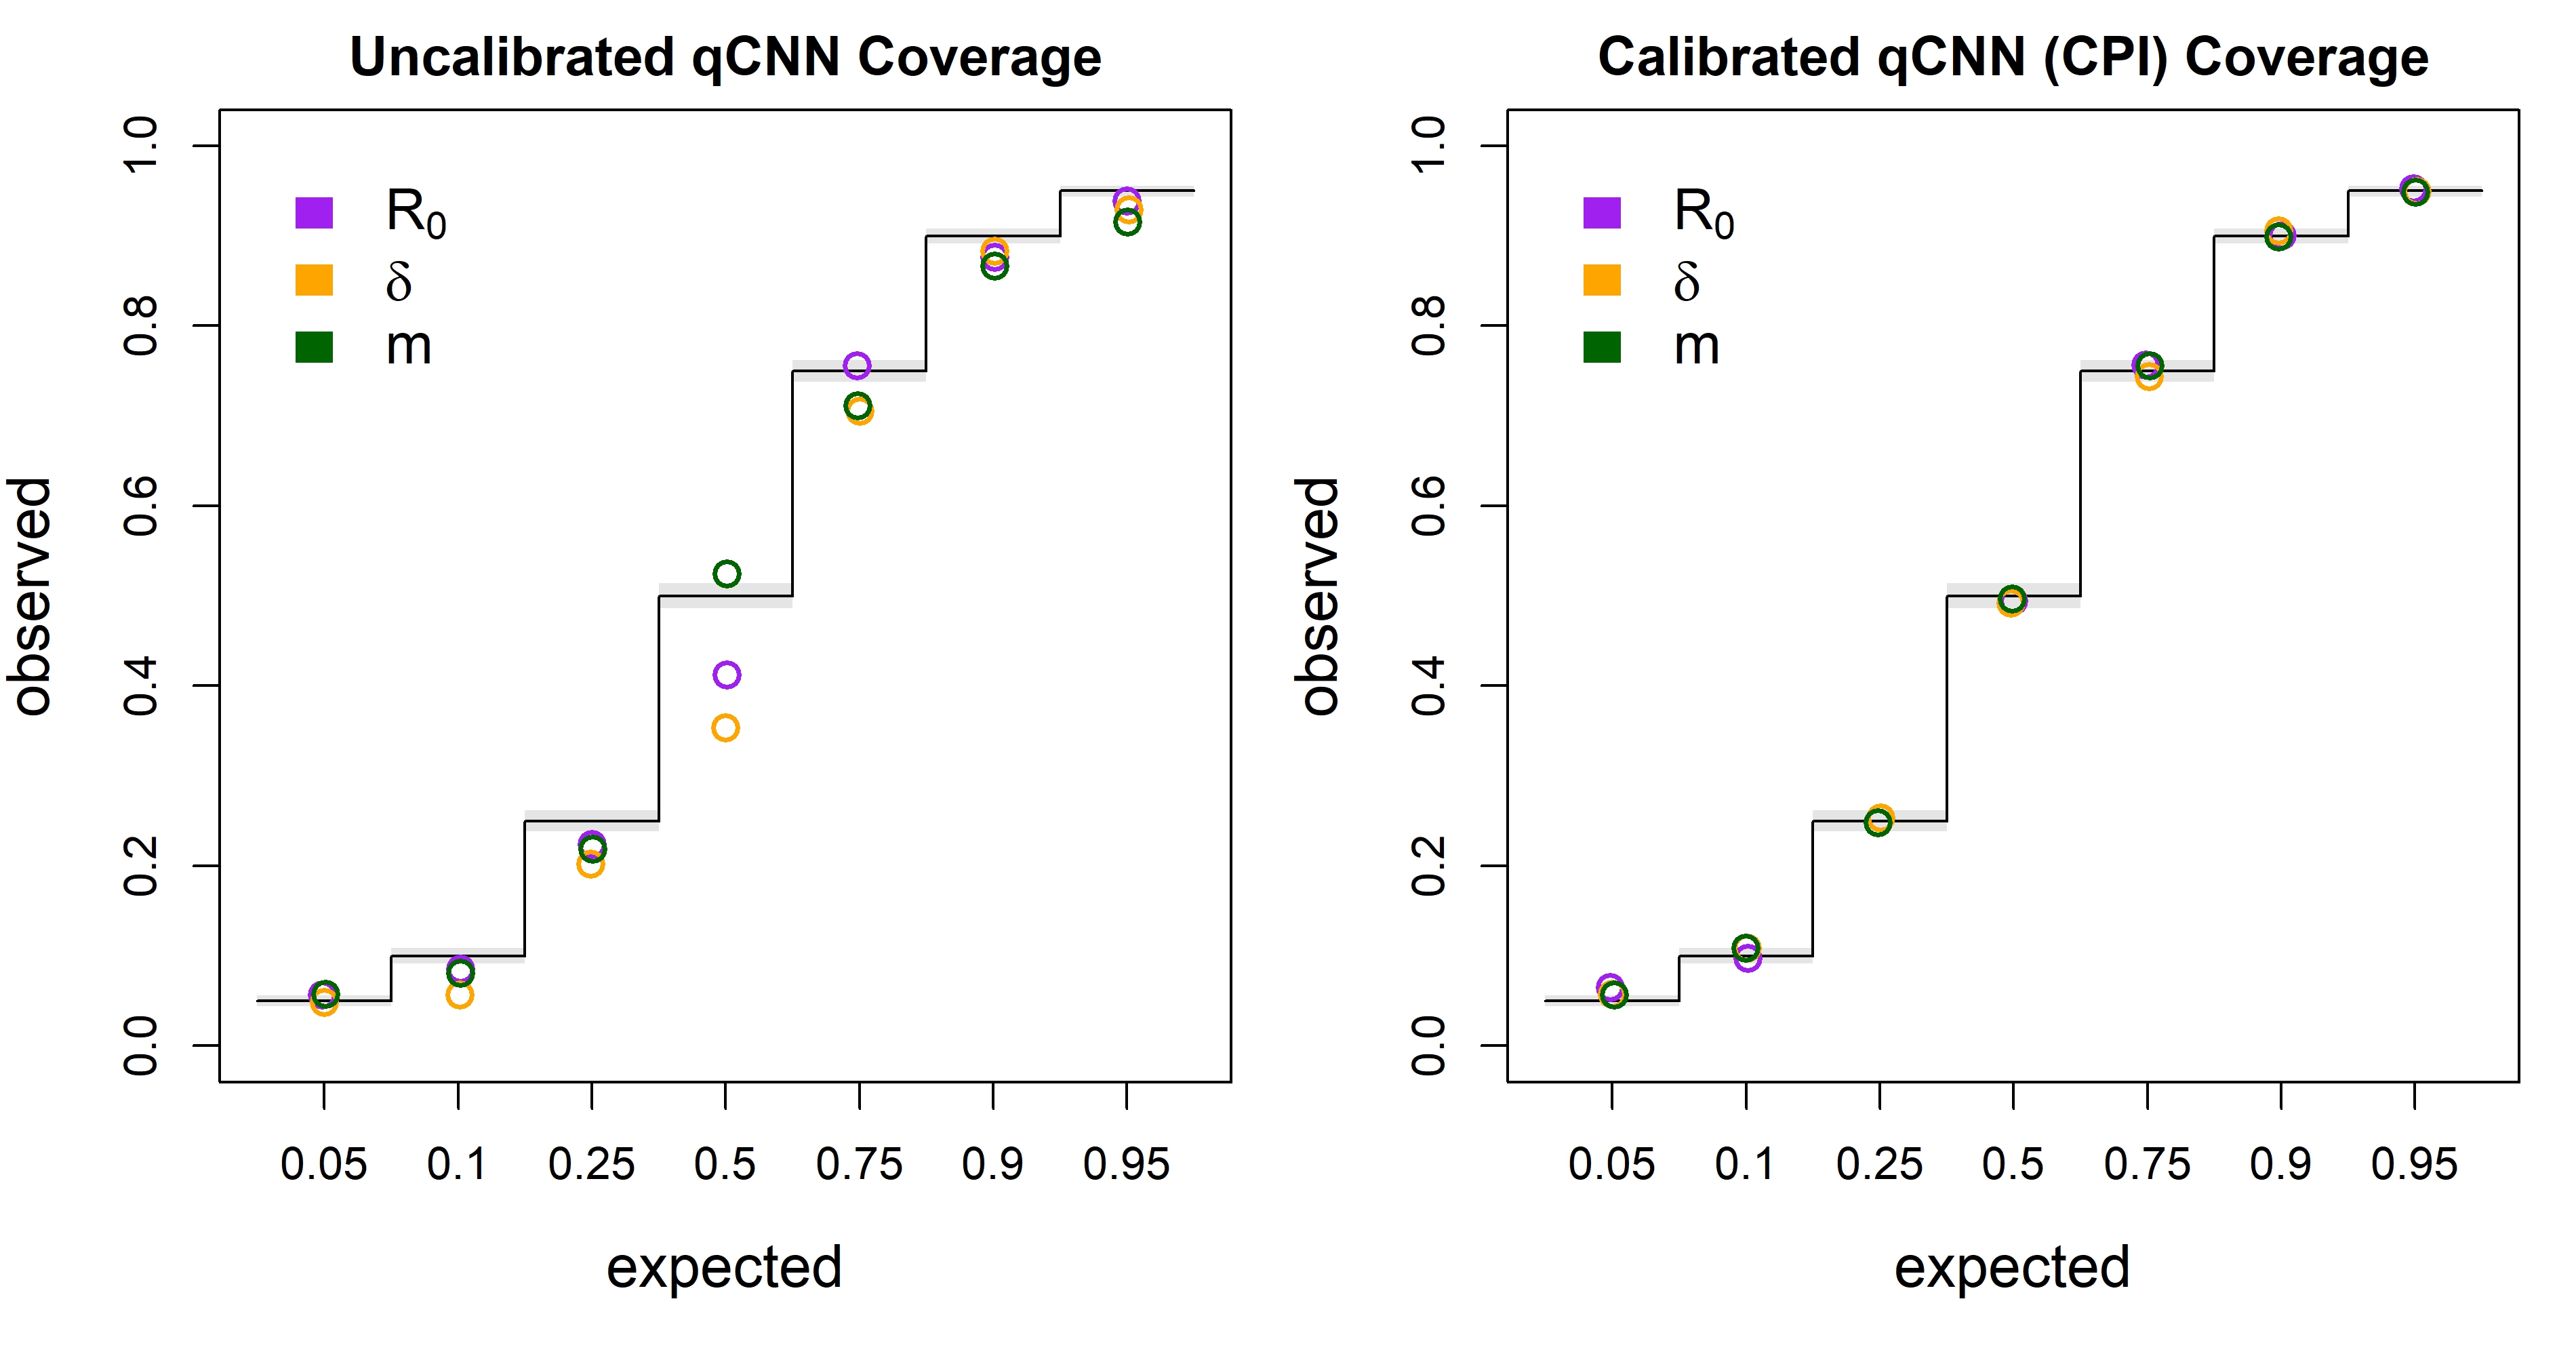 Uncalibrated qCNN Coverage
1.0
0.8
0.6
0.4
0.2
0.0
observed
R₀
δ
m
0.05 0.1 0.25 0.5 0.75 0.9 0.95
expected
Calibrated qCNN (CPI) Coverage
1.0
0.8
0.6
0.4
0.2
0.0
observed
R₀
δ
m
0.05 0.1 0.25 0.5 0.75 0.9 0.95
expected